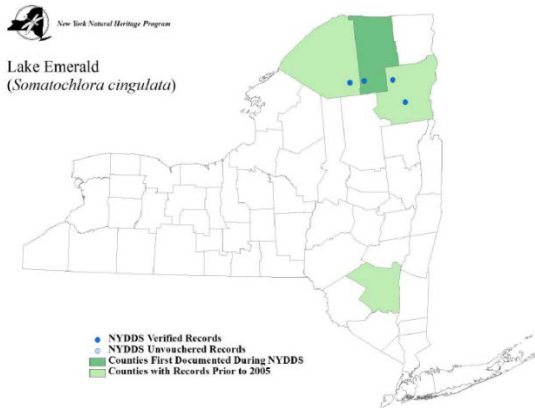 New York Natural Heritage Program
Lake Emerald
(Somatochlora cingulata)
NYDDS Verified Records
NYDDS Unvouchered Records
Counties First Documented During NYDDS
Counties with Records Prior to 2005